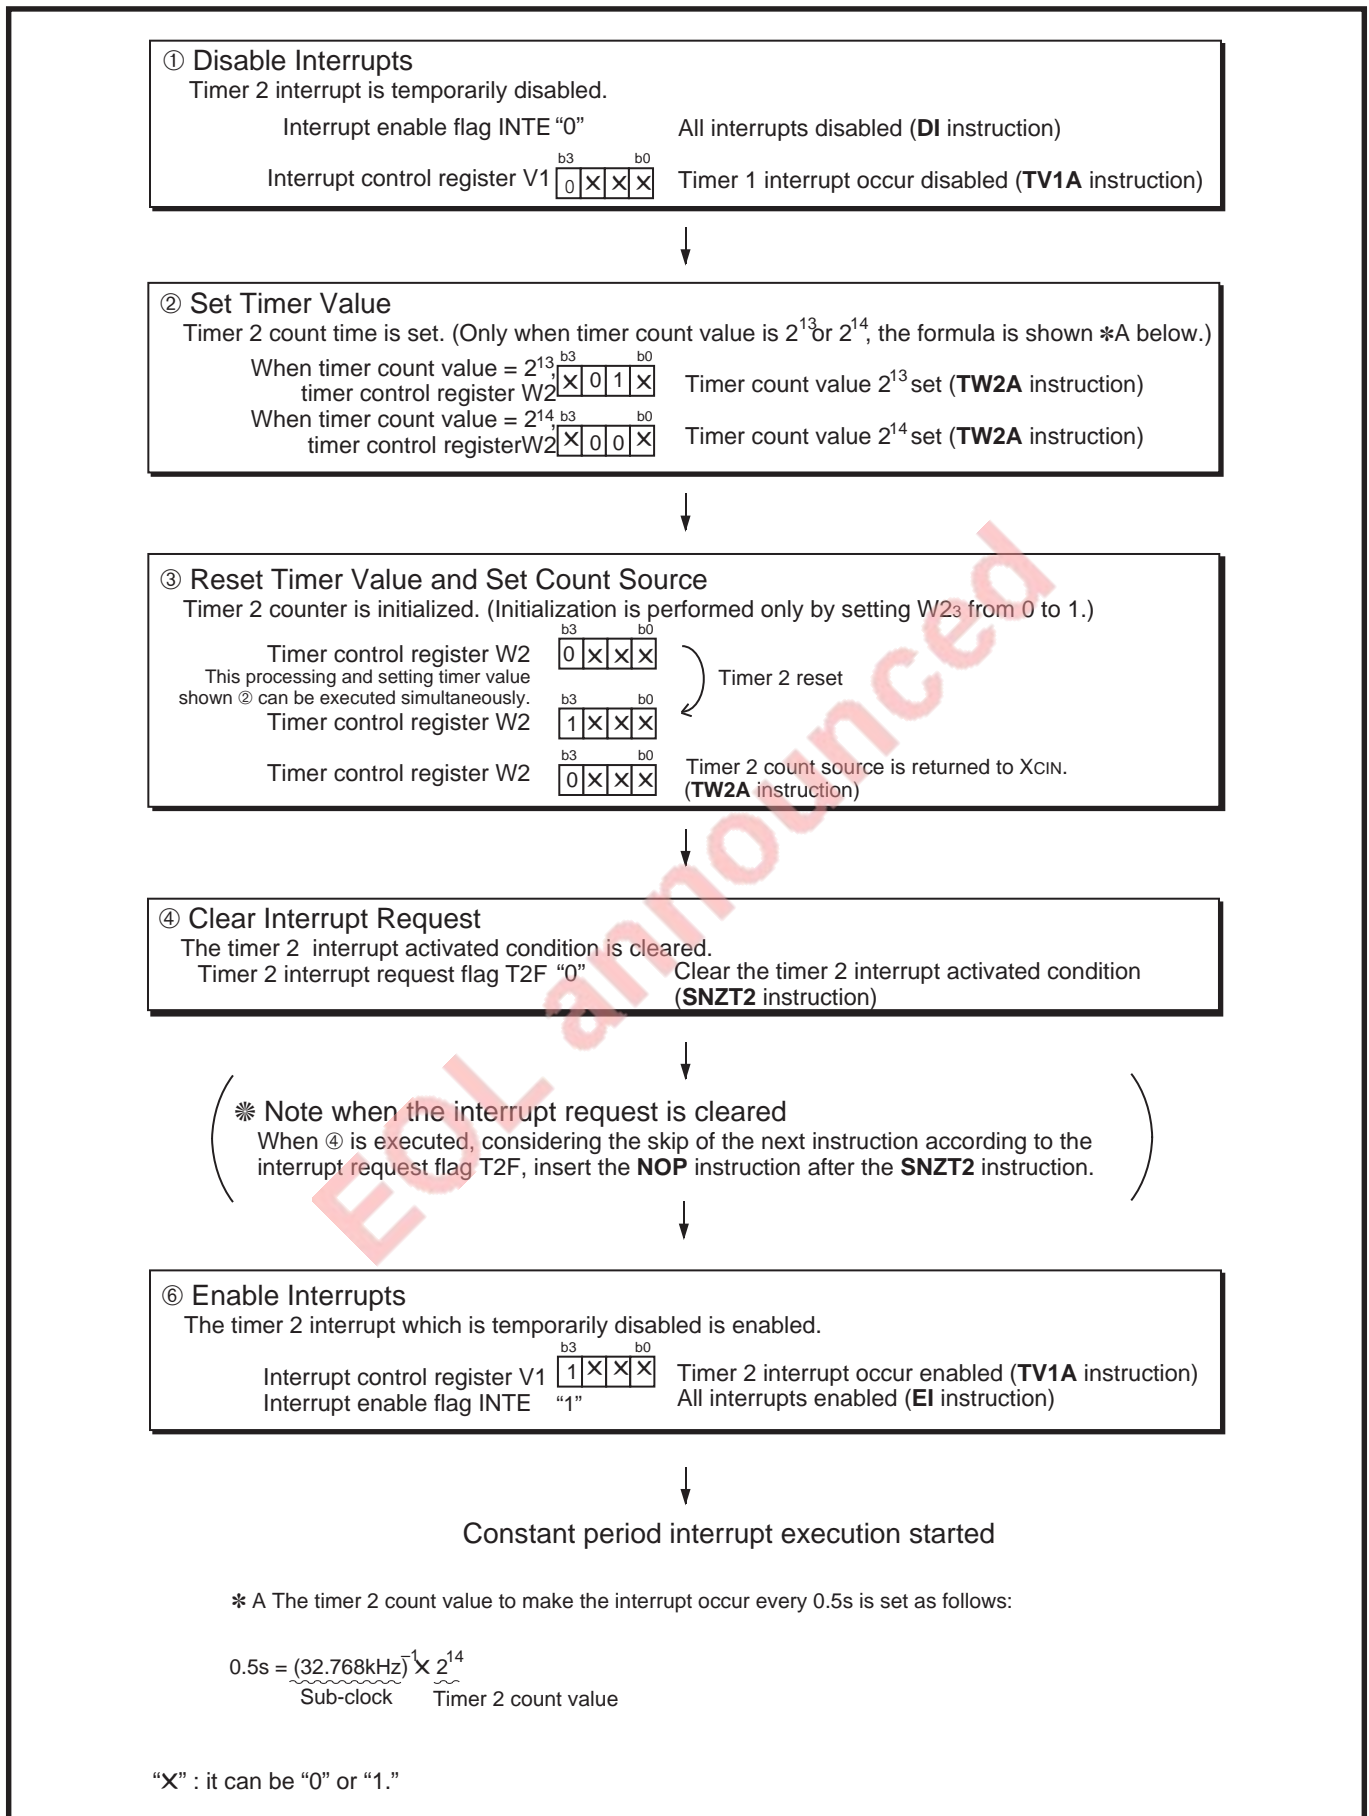 ① Disable Interrupts
Timer 2 interrupt is temporarily disabled.
Interrupt enable flag INTE “0” All interrupts disabled (DI instruction)
b3 b0
Interrupt control register V1 0 X X X Timer 1 interrupt occur disabled (TV1A instruction)
② Set Timer Value
Timer 2 count time is set. (Only when timer count value is 2^13 or 2^14, the formula is shown ✽A below.)
When timer count value = 2^13, b3 b0
timer control register W2 X 0 1 X Timer count value 2^13 set (TW2A instruction)
When timer count value = 2^14, b3 b0
timer control registerW2 X 0 0 X Timer count value 2^14 set (TW2A instruction)
③ Reset Timer Value and Set Count Source
Timer 2 counter is initialized. (Initialization is performed only by setting W23 from 0 to 1.)
b3 b0
Timer control register W2 0 X X X
This processing and setting timer value Timer 2 reset
shown ② can be executed simultaneously. b3 b0
Timer control register W2 1 X X X
b3 b0
Timer control register W2 0 X X X Timer 2 count source is returned to XCIN.
(TW2A instruction)
④ Clear Interrupt Request
The timer 2 interrupt activated condition is cleared.
Timer 2 interrupt request flag T2F “0” Clear the timer 2 interrupt activated condition
(SNZT2 instruction)
❋ Note when the interrupt request is cleared
When ④ is executed, considering the skip of the next instruction according to the
interrupt request flag T2F, insert the NOP instruction after the SNZT2 instruction.
⑥ Enable Interrupts
The timer 2 interrupt which is temporarily disabled is enabled.
b3 b0
Interrupt control register V1 1 X X X Timer 2 interrupt occur enabled (TV1A instruction)
Interrupt enable flag INTE “1” All interrupts enabled (EI instruction)
Constant period interrupt execution started
✽ A The timer 2 count value to make the interrupt occur every 0.5s is set as follows:
0.5s = (32.768kHz)^–1 X 2^14
Sub-clock Timer 2 count value
“X” : it can be “0” or “1.”
EOL announced